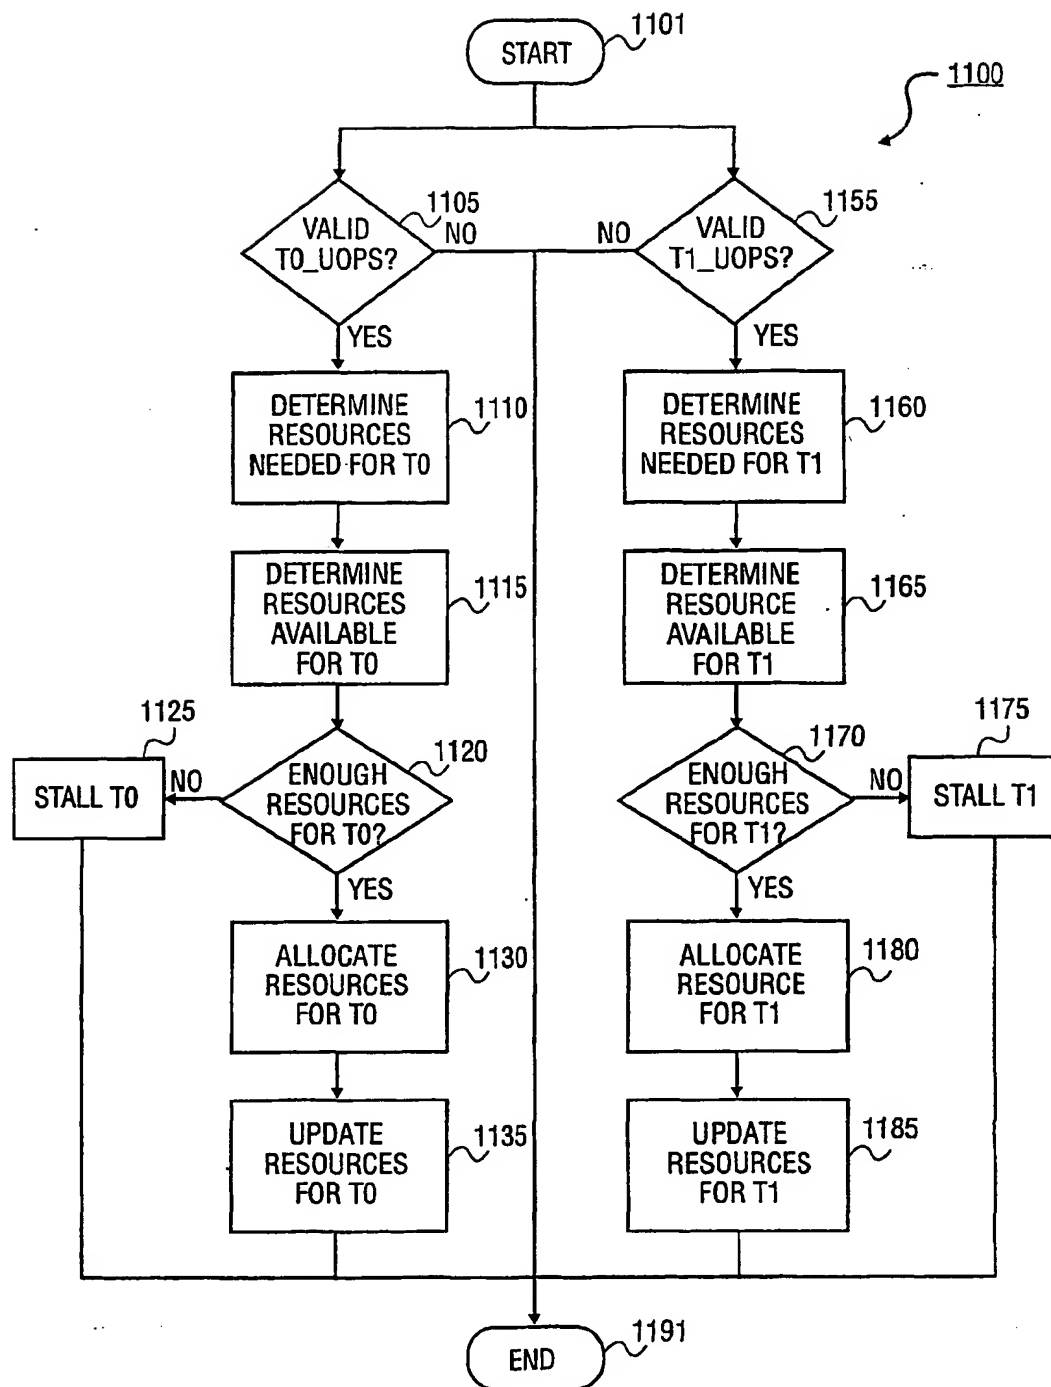 START
1101
1100
VALID
T0_UOPS?
1105
NO
NO
VALID
T1_UOPS?
1155
YES
YES
DETERMINE
RESOURCES
NEEDED FOR T0
1110
DETERMINE
RESOURCES
NEEDED FOR T1
1160
DETERMINE
RESOURCES
AVAILABLE
FOR T0
1115
DETERMINE
RESOURCE
AVAILABLE
FOR T1
1165
1125
STALL T0
NO
ENOUGH
RESOURCES
FOR T0?
1120
ENOUGH
RESOURCES
FOR T1?
1170
NO
1175
STALL T1
YES
YES
ALLOCATE
RESOURCES
FOR T0
1130
ALLOCATE
RESOURCE
FOR T1
1180
UPDATE
RESOURCES
FOR T0
1135
UPDATE
RESOURCES
FOR T1
1185
END
1191